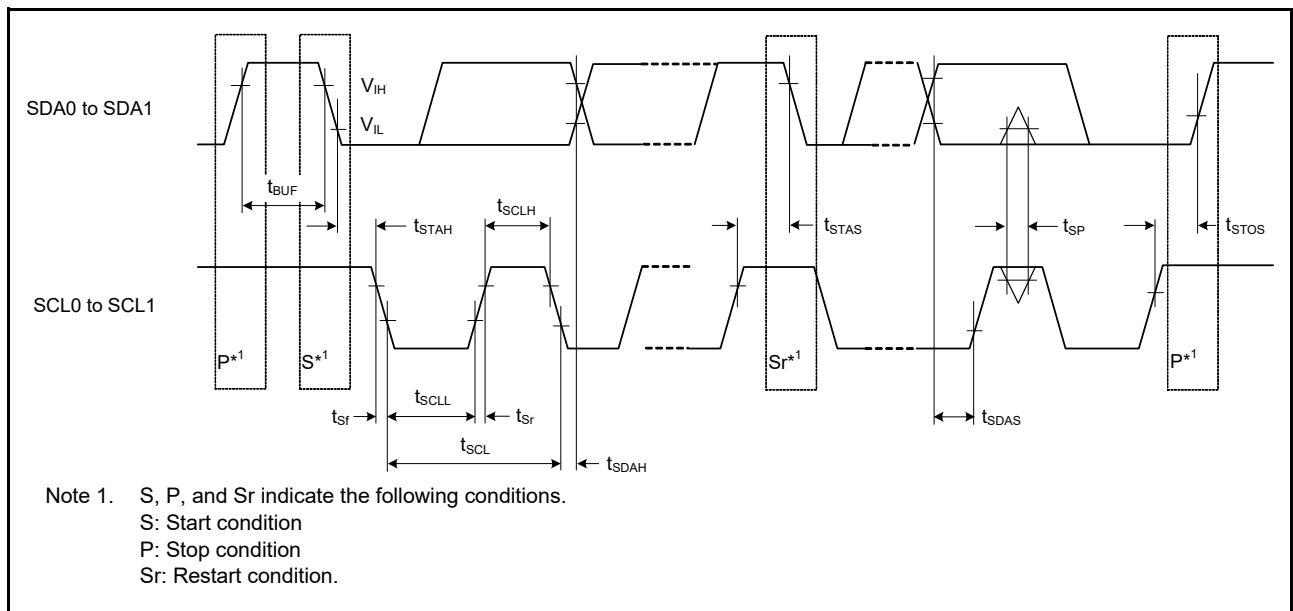 SDA0 to SDA1
VIH
VIL
tBUF
tSTAH
tSCLH
tSTAS
tSP
tSTOS
SCL0 to SCL1
P*1
S*1
Sr*1
P*1
tSf
tSCLL
tSr
tSDAS
tSCL
tSDAH
Note 1. S, P, and Sr indicate the following conditions.
S: Start condition
P: Stop condition
Sr: Restart condition.